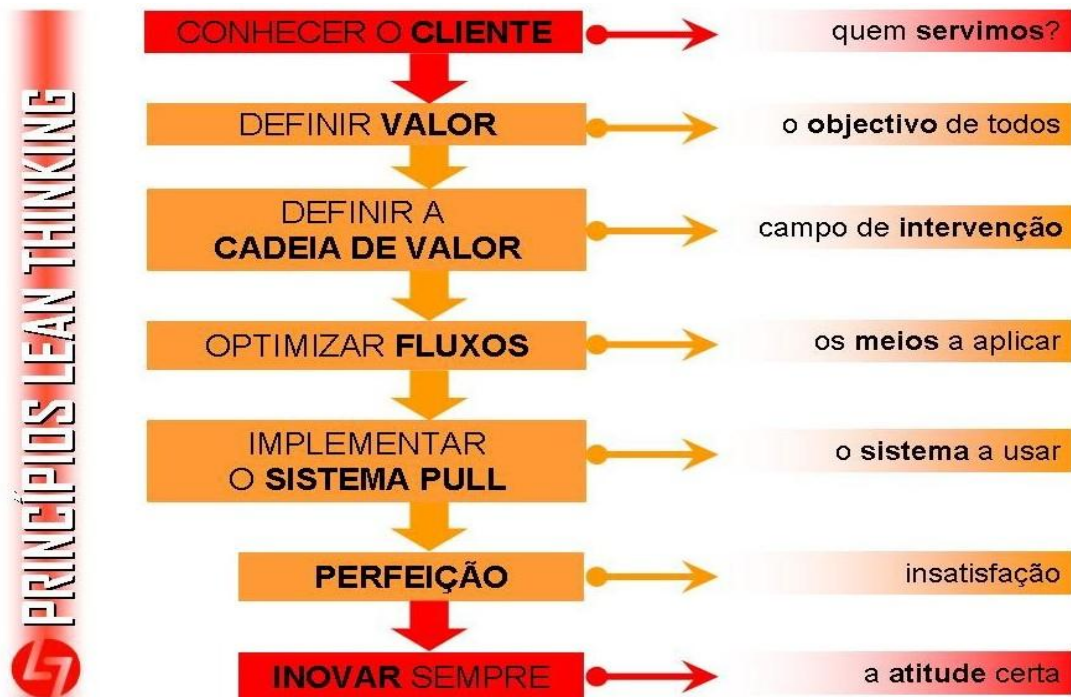 PRINCÍPIOS LEAN THINKING
CONHECER O CLIENTE
quem servimos?
DEFINIR VALOR
o objectivo de todos
DEFINIR A
CADEIA DE VALOR
campo de intervenção
OPTIMIZAR FLUXOS
os meios a aplicar
IMPLEMENTAR
O SISTEMA PULL
o sistema a usar
PERFEIÇÃO
insatisfação
INOVAR SEMPRE
a atitude certa